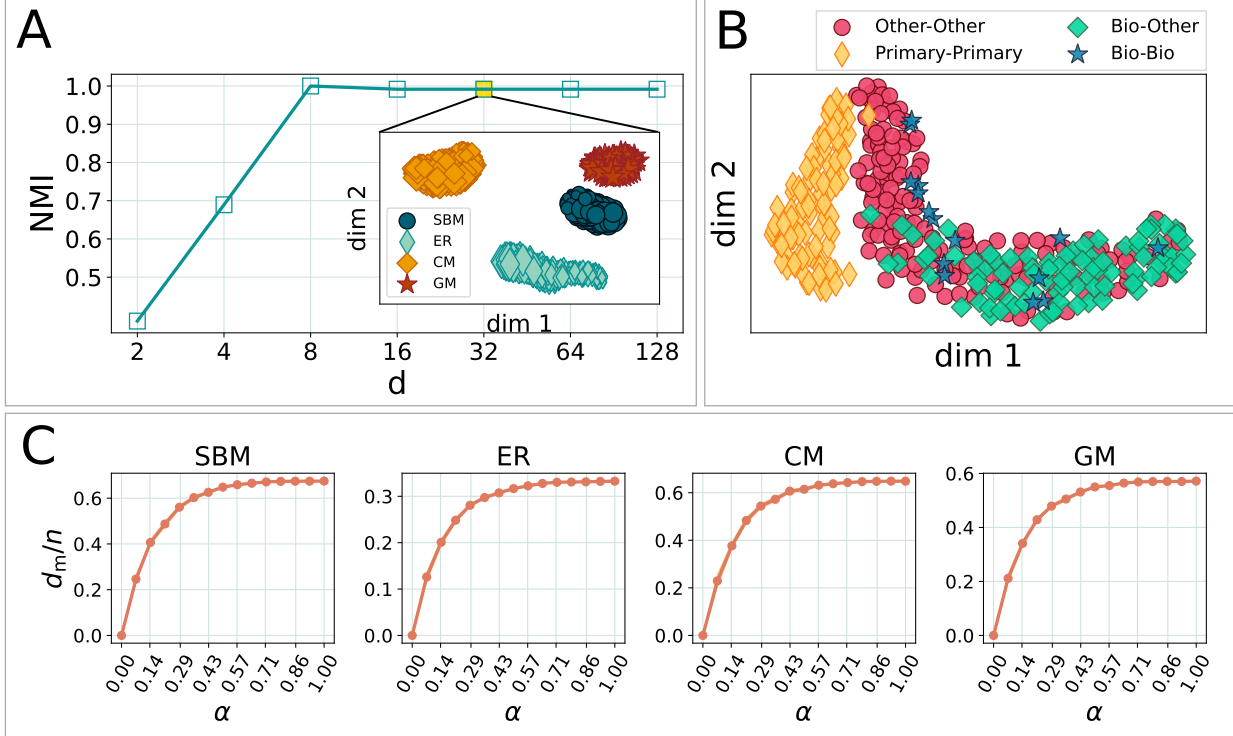 A
NMI
1.0
0.9
0.8
0.7
0.6
0.5
2 4 8 16 32 64 128
d
dim 2
SBM
ER
CM
GM
dim 1
B
Other-Other
Primary-Primary
Bio-Other
Bio-Bio
dim 2
dim 1
C
SBM
dₘ/n
0.6
0.4
0.2
0.0
0.00 0.14 0.29 0.43 0.57 0.71 0.86 1.00
α
ER
0.3
0.2
0.1
0.0
0.00 0.14 0.29 0.43 0.57 0.71 0.86 1.00
α
CM
0.6
0.4
0.2
0.0
0.00 0.14 0.29 0.43 0.57 0.71 0.86 1.00
α
GM
0.6
0.4
0.2
0.0
0.00 0.14 0.29 0.43 0.57 0.71 0.86 1.00
α